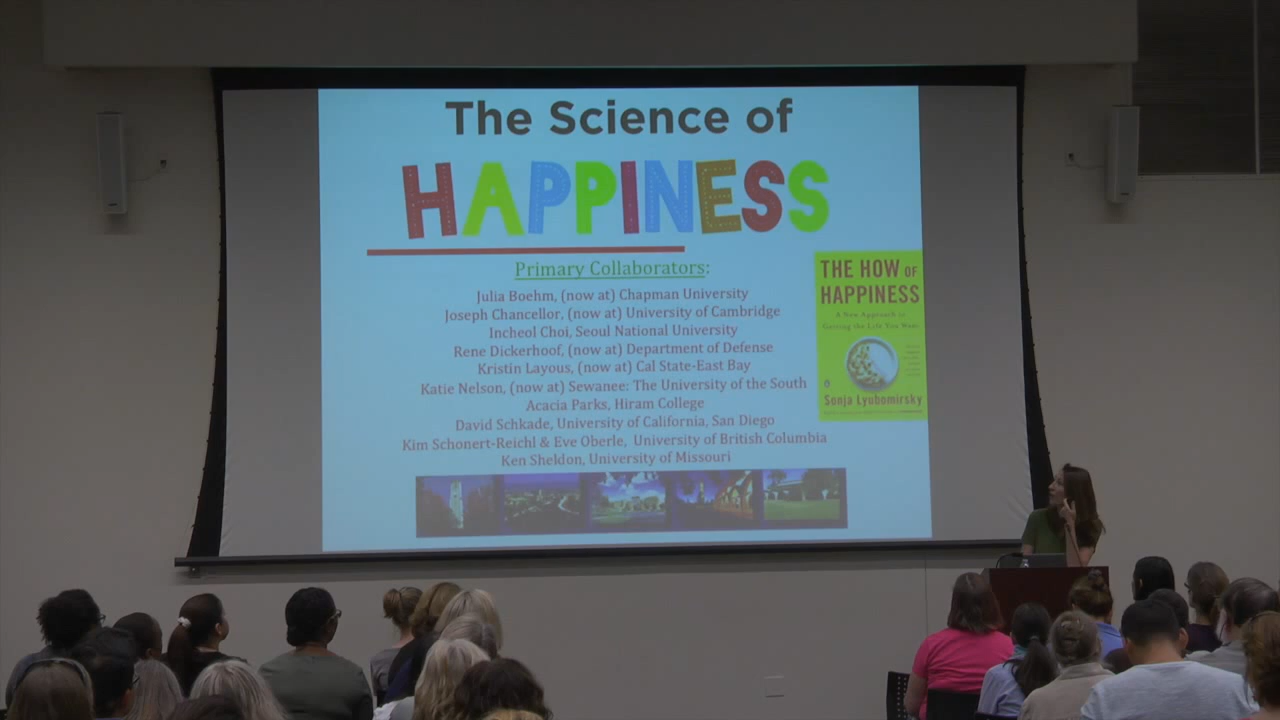 The Science of
HAPPINESS
Primary Collaborators:
Julia Boehm, (now at) Chapman University
Joseph Chancellor, (now at) University of Cambridge
Incheol Choi, Seoul National University
Rene Dickerhoof, (now at) Department of Defense
Kristin Layous, (now at) Cal State-East Bay
Katie Nelson, (now at) Sewanee: The University of the South
Acacia Parks, Hiram College
David Schkade, University of California, San Diego
Kim Schonert-Reichl & Eve Oberle, University of British Columbia
Ken Sheldon, University of Missouri
THE HOW OF
HAPPINESS
A New Approach to
Getting the Life You Want
Sonja Lyubomirsky